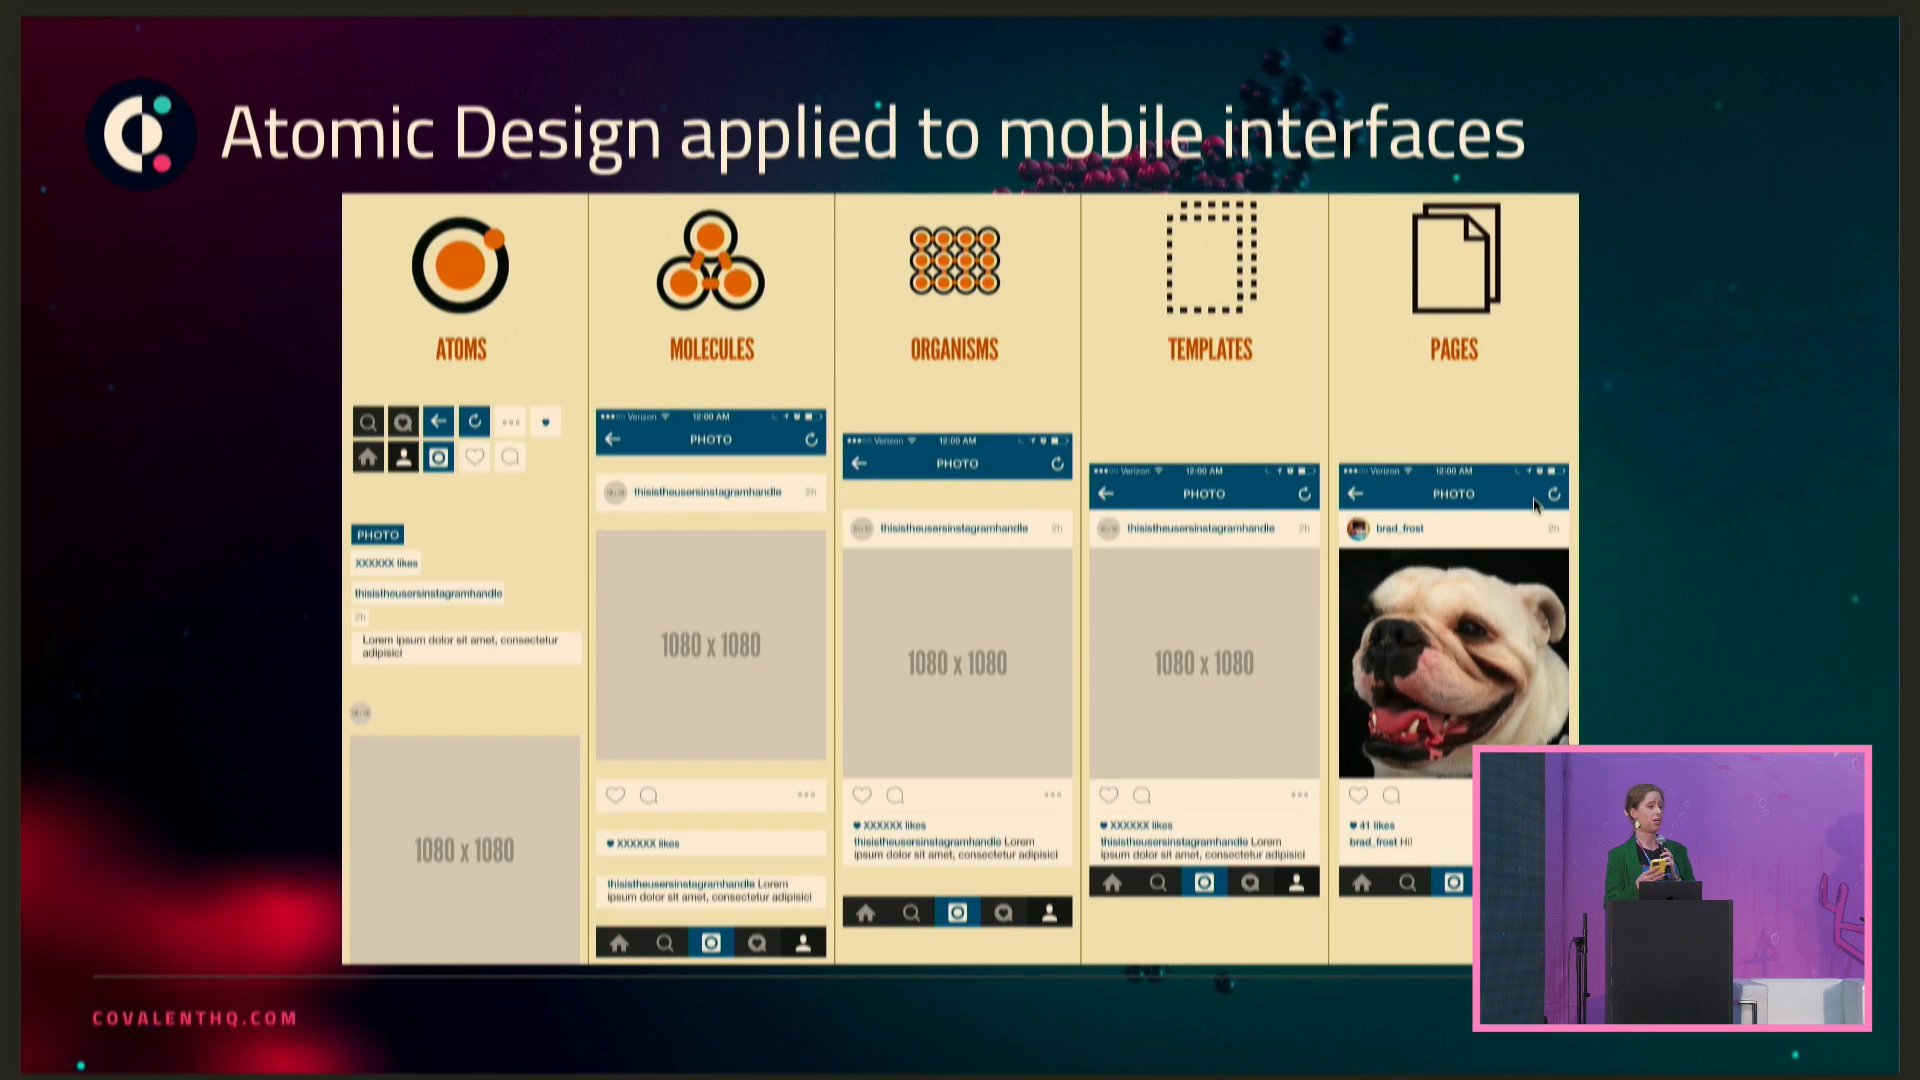 Atomic Design applied to mobile interfaces
ATOMS
MOLECULES
ORGANISMS
TEMPLATES
PAGES
PHOTO
XXXXXX likes
thisistheusersinstagramhandle
2h
Lorem ipsum dolor sit amet, consectetur
adipisici
1080 x 1080
Verizon 12:00 AM
PHOTO
thisistheusersinstagramhandle 2h
1080 x 1080
XXXXXX likes
thisistheusersinstagramhandle Lorem
ipsum dolor sit amet, consectetur adipisici
Verizon 12:00 AM
PHOTO
thisistheusersinstagramhandle 2h
1080 x 1080
XXXXXX likes
thisistheusersinstagramhandle Lorem
ipsum dolor sit amet, consectetur adipisici
Verizon 12:00 AM
PHOTO
thisistheusersinstagramhandle 2h
1080 x 1080
XXXXXX likes
thisistheusersinstagramhandle Lorem
ipsum dolor sit amet, consectetur adipisici
Verizon 12:00 AM
PHOTO
brad_frost 2h
41 likes
brad_frost Hi!
COVALENTHQ.COM